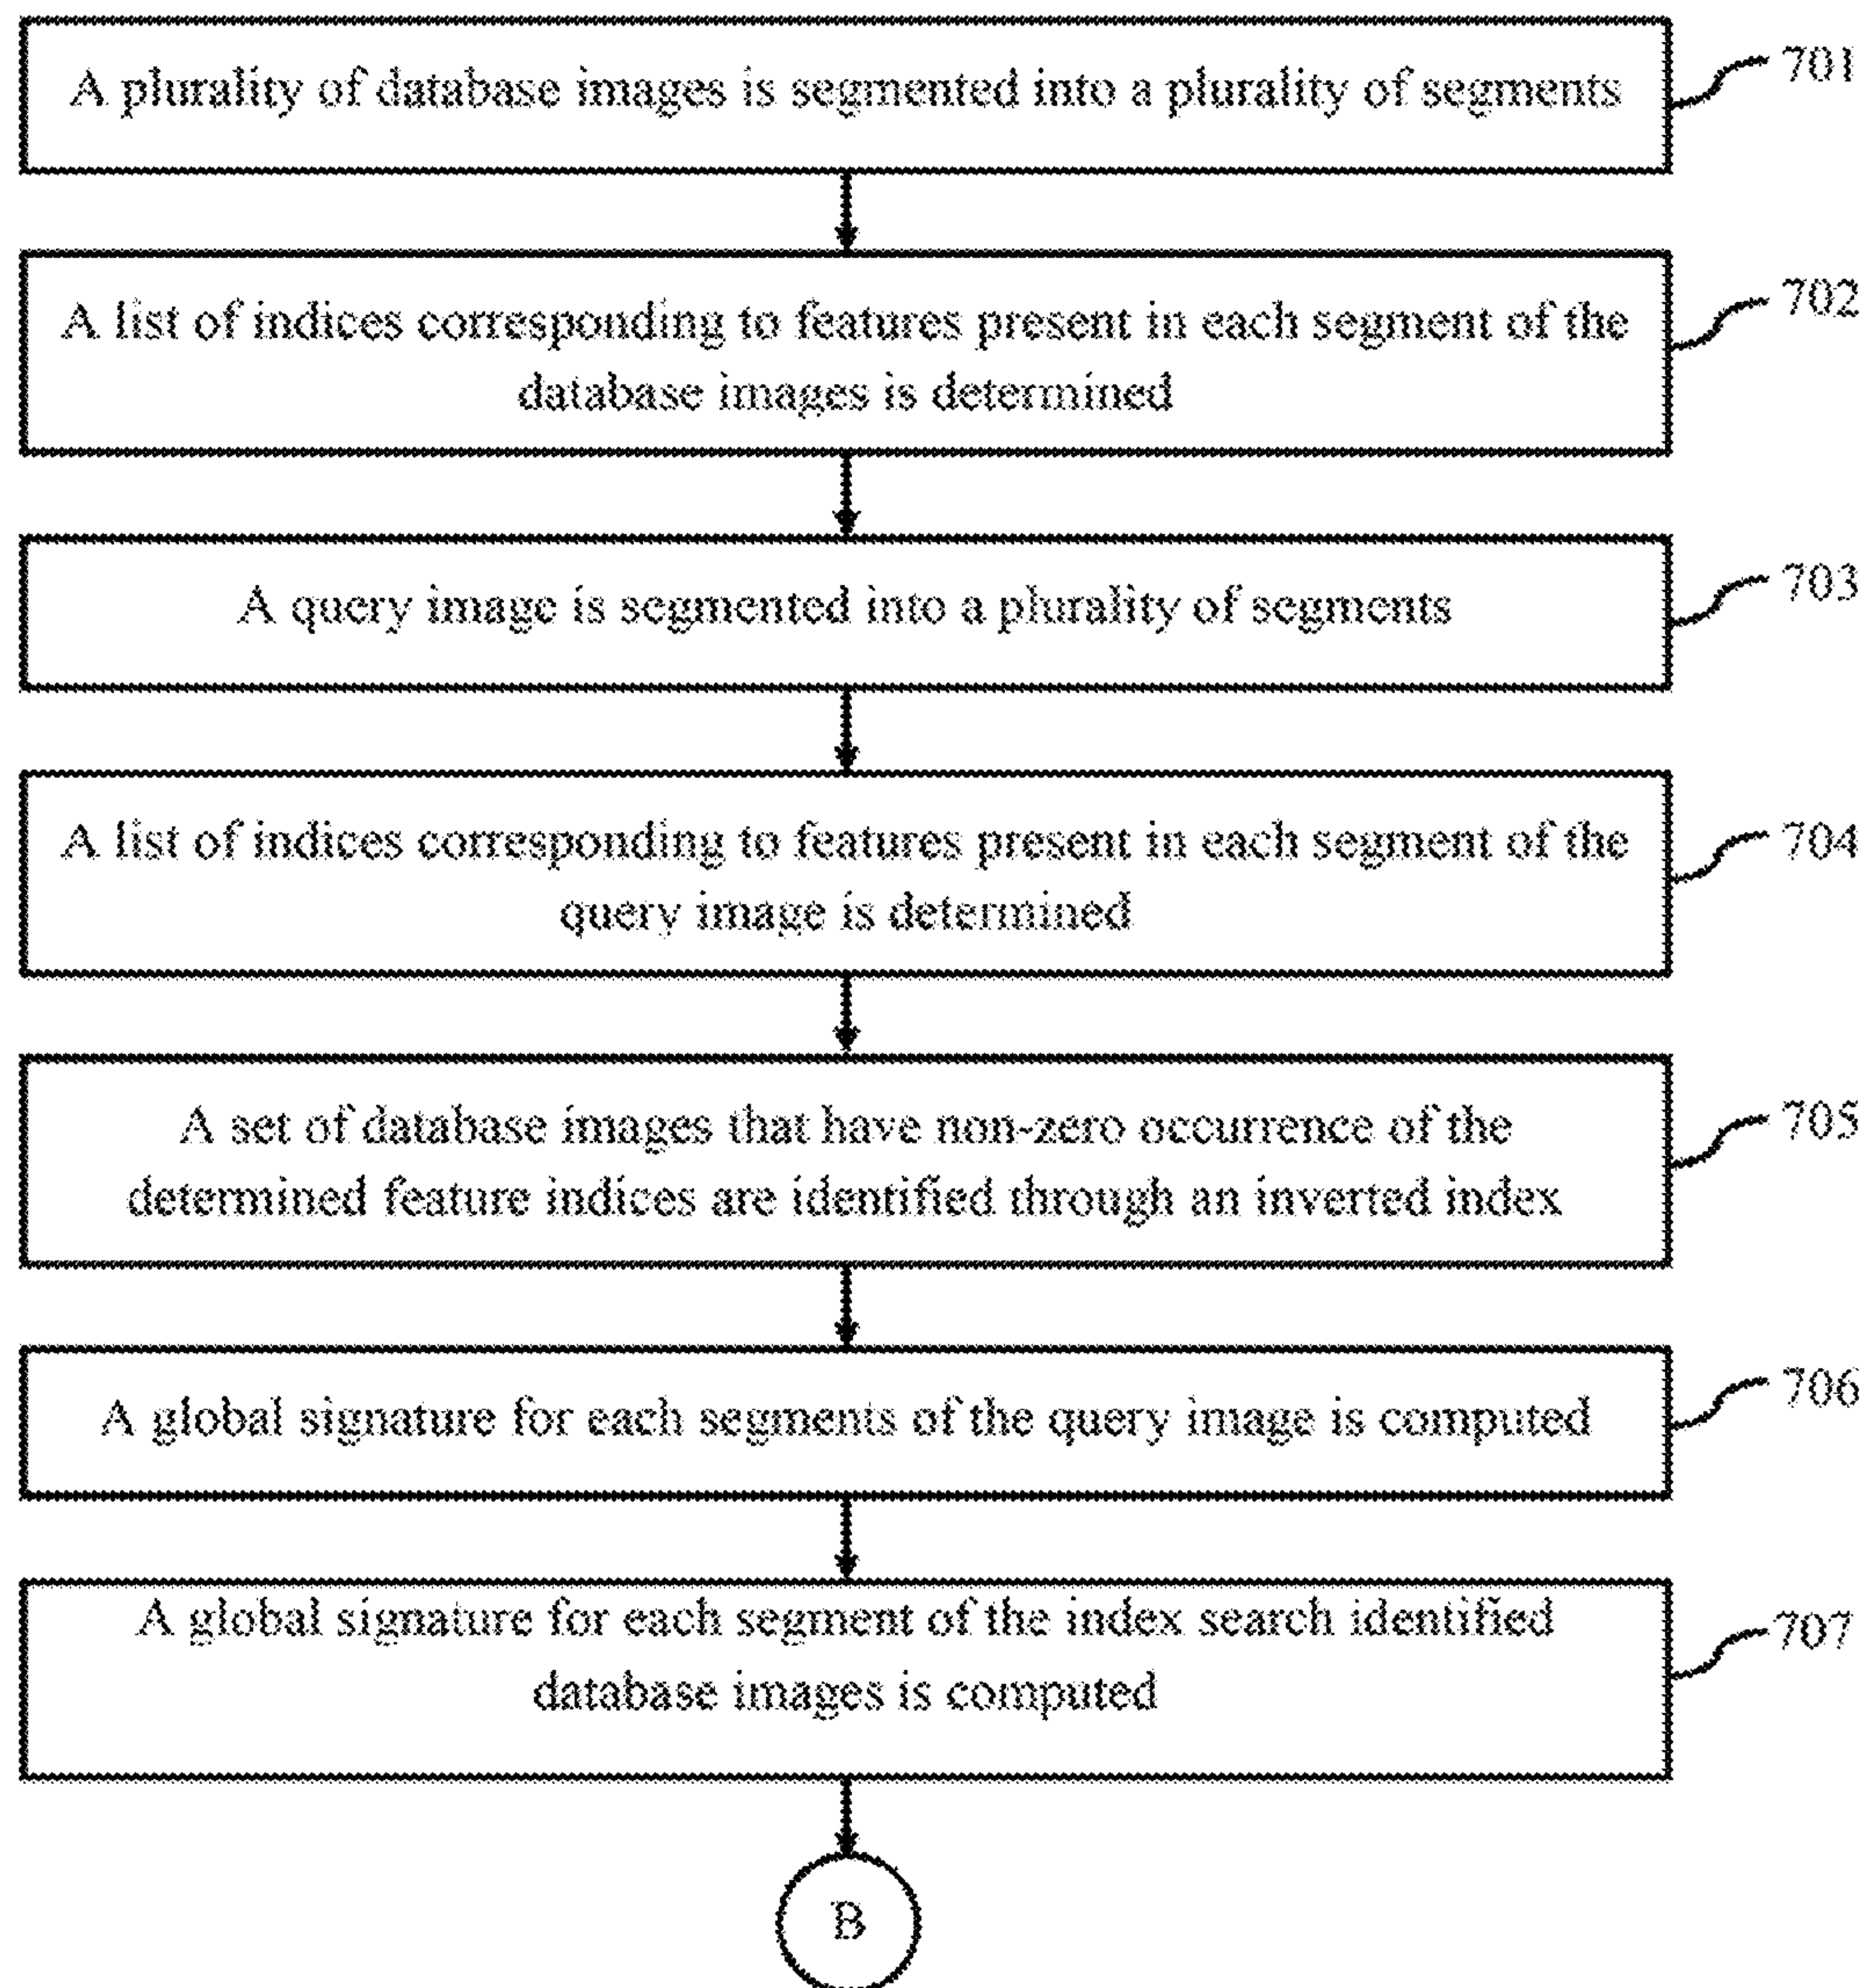 A plurality of database images is segmented into a plurality of segments
701
A list of indices corresponding to features present in each segment of the
database images is determined
702
A query image is segmented into a plurality of segments
703
A list of indices corresponding to features present in each segment of the
query image is determined
704
A set of database images that have non-zero occurrence of the
determined feature indices are identified through an inverted index
705
A global signature for each segments of the query image is computed
706
A global signature for each segment of the index search identified
database images is computed
707
B